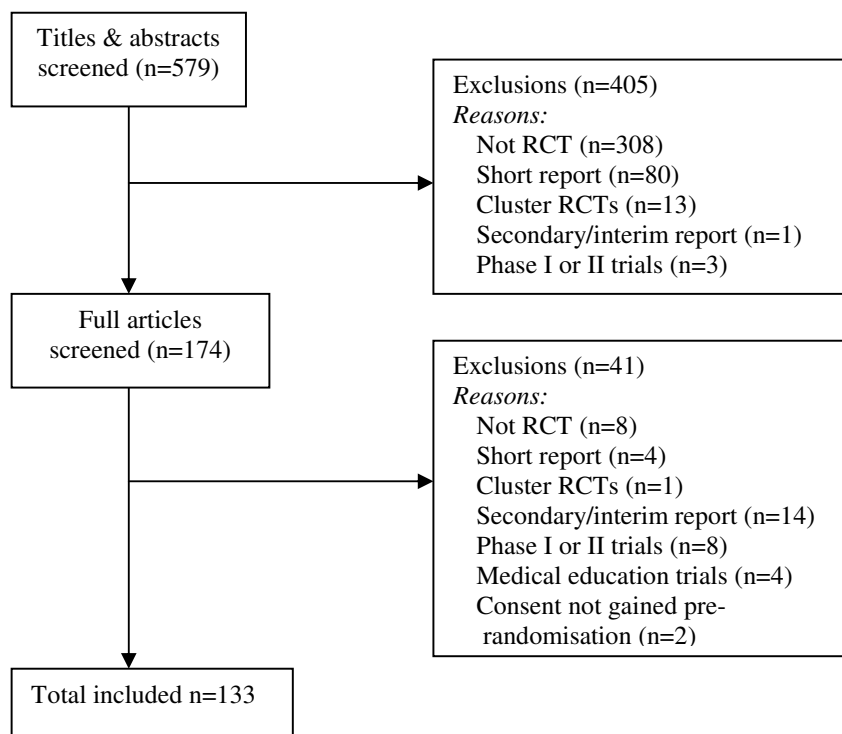 Titles & abstracts
screened (n=579)
Exclusions (n=405)
Reasons:
Not RCT (n=308)
Short report (n=80)
Cluster RCTs (n=13)
Secondary/interim report (n=1)
Phase I or II trials (n=3)
Full articles
screened (n=174)
Exclusions (n=41)
Reasons:
Not RCT (n=8)
Short report (n=4)
Cluster RCTs (n=1)
Secondary/interim report (n=14)
Phase I or II trials (n=8)
Medical education trials (n=4)
Consent not gained pre-
randomisation (n=2)
Total included n=133